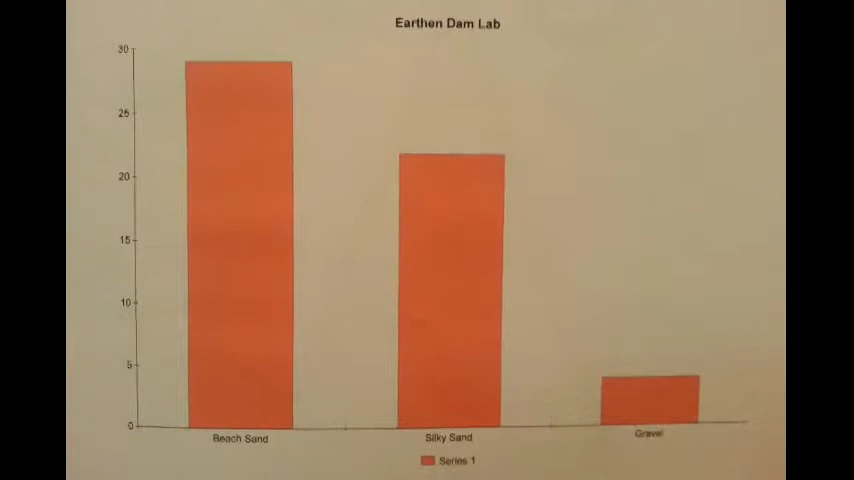 Earthen Dam Lab
30
25
20
15
10
5
0
Beach Sand
Silky Sand
Gravel
Series 1